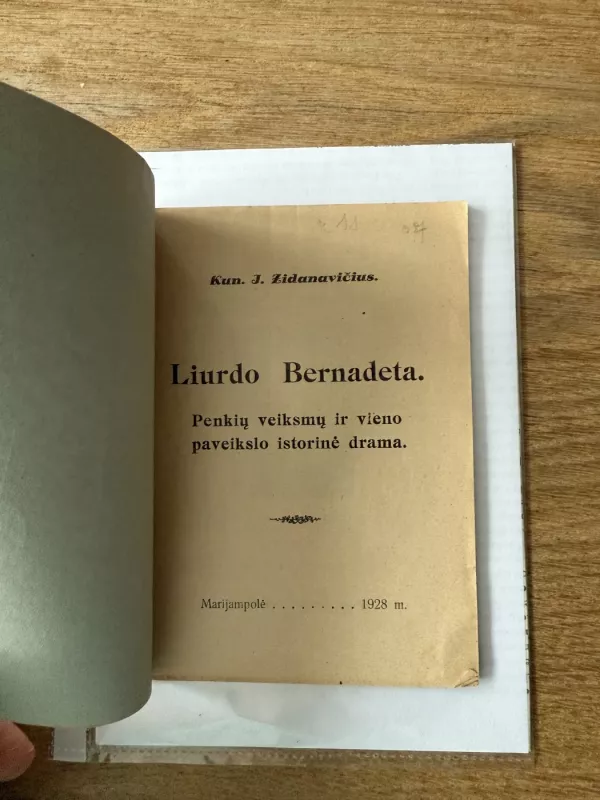 Kun. J. Židanavičius.
Liurdo Bernadeta.
Penkių veiksmų ir vieno
paveikslo istorinė drama.
Marijampolė . . . . . . . . . 1928 m.